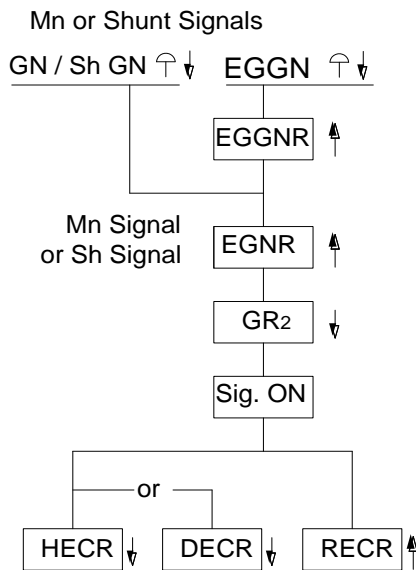 Mn or Shunt Signals
GN / Sh GN EGGN
EGGNR
Mn Signal
or Sh Signal
EGNR
GR2
Sig. ON
or
HECR DECR RECR